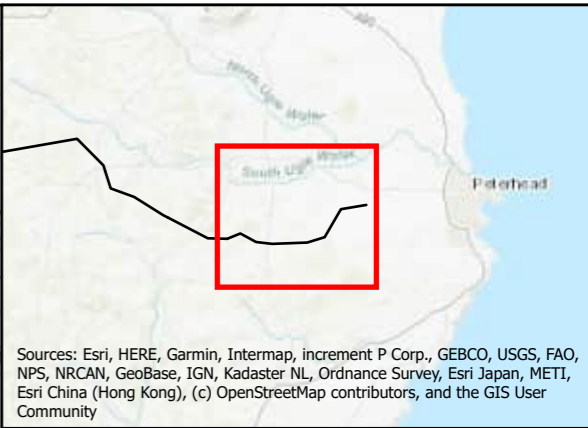 North Ugie Water
South Ugie Water
Peterhead
Sources: Esri, HERE, Garmin, Intermap, increment P Corp., GEBCO, USGS, FAO,
NPS, NRCAN, GeoBase, IGN, Kadaster NL, Ordnance Survey, Esri Japan, METI,
Esri China (Hong Kong), (c) OpenStreetMap contributors, and the GIS User
Community